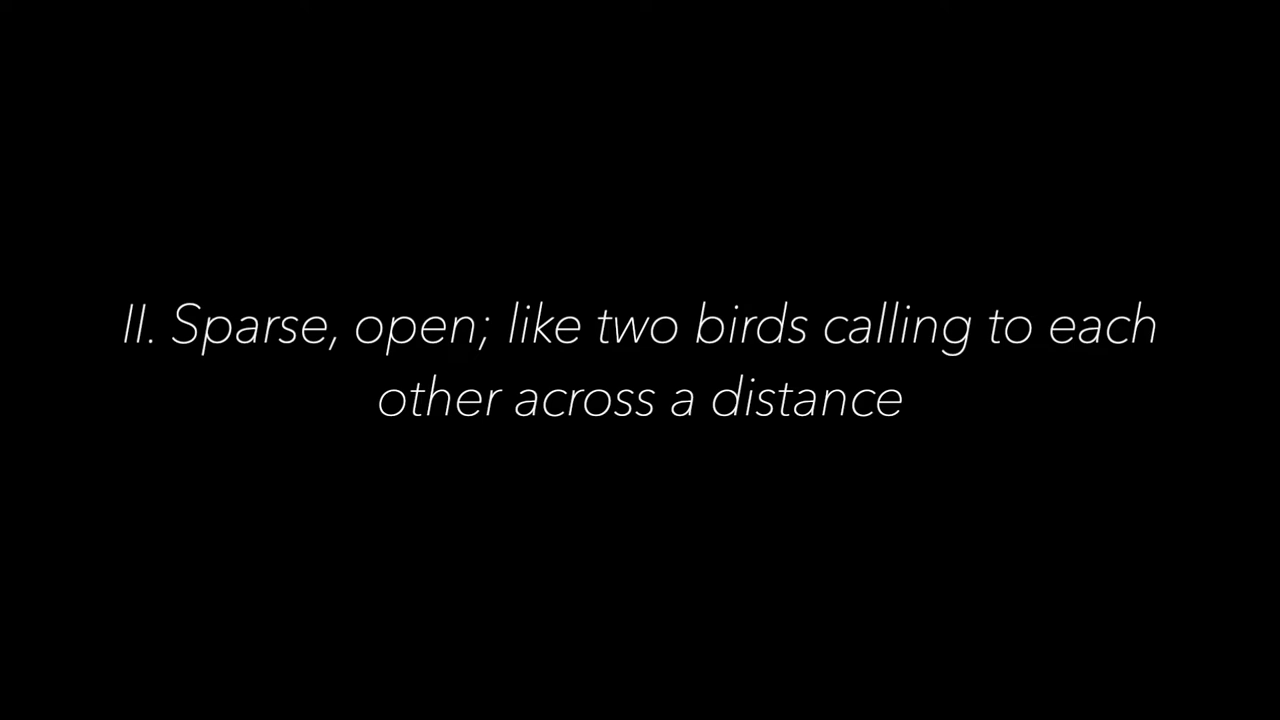 II. Sparse, open; like two birds calling to each
other across a distance